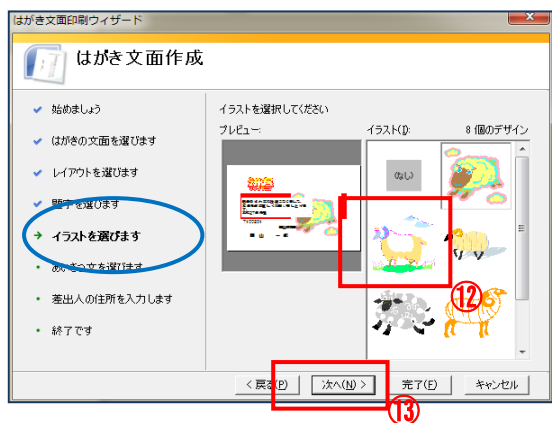 はがき文面印刷ウィザード
はがき文面作成
始めましょう
はがきの文面を選びます
レイアウトを選びます
題字を選びます
イラストを選びます
あいさつ文を選びます
差出人の住所を入力します
終了です
イラストを選択してください
プレビュー:
イラスト(I):
8 個のデザイン
(なし)
⑫
< 戻る(P)
次へ(N) >
完了(F)
キャンセル
⑬